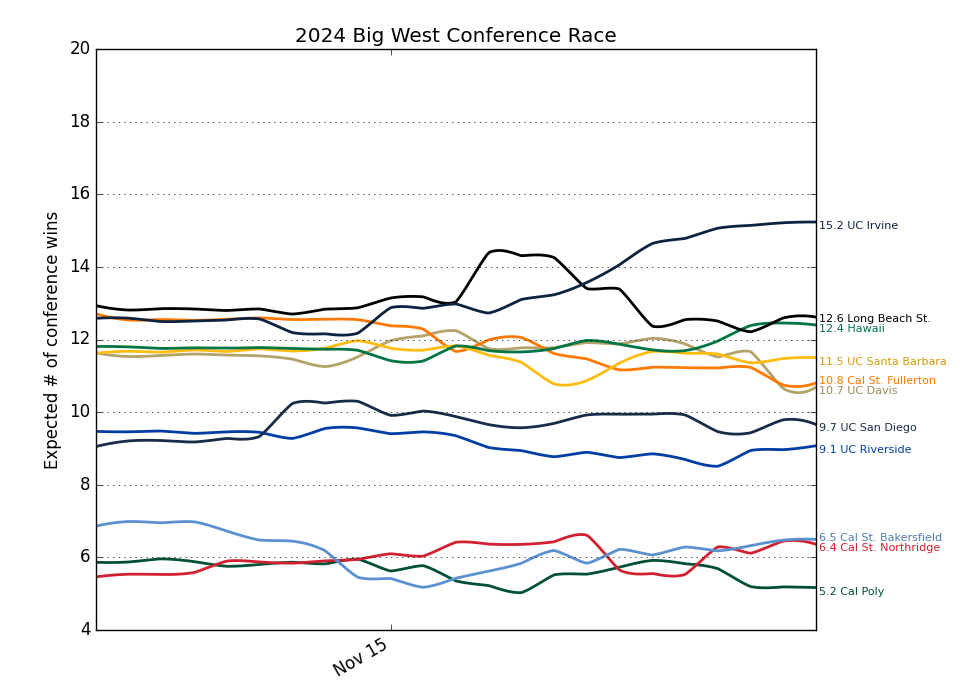 2024 Big West Conference Race
Expected # of conference wins
20
18
16
14
12
10
8
6
4
Nov 15
15.2 UC Irvine
12.6 Long Beach St.
12.4 Hawaii
11.5 UC Santa Barbara
10.8 Cal St. Fullerton
10.7 UC Davis
9.7 UC San Diego
9.1 UC Riverside
6.5 Cal St. Bakersfield
6.4 Cal St. Northridge
5.2 Cal Poly